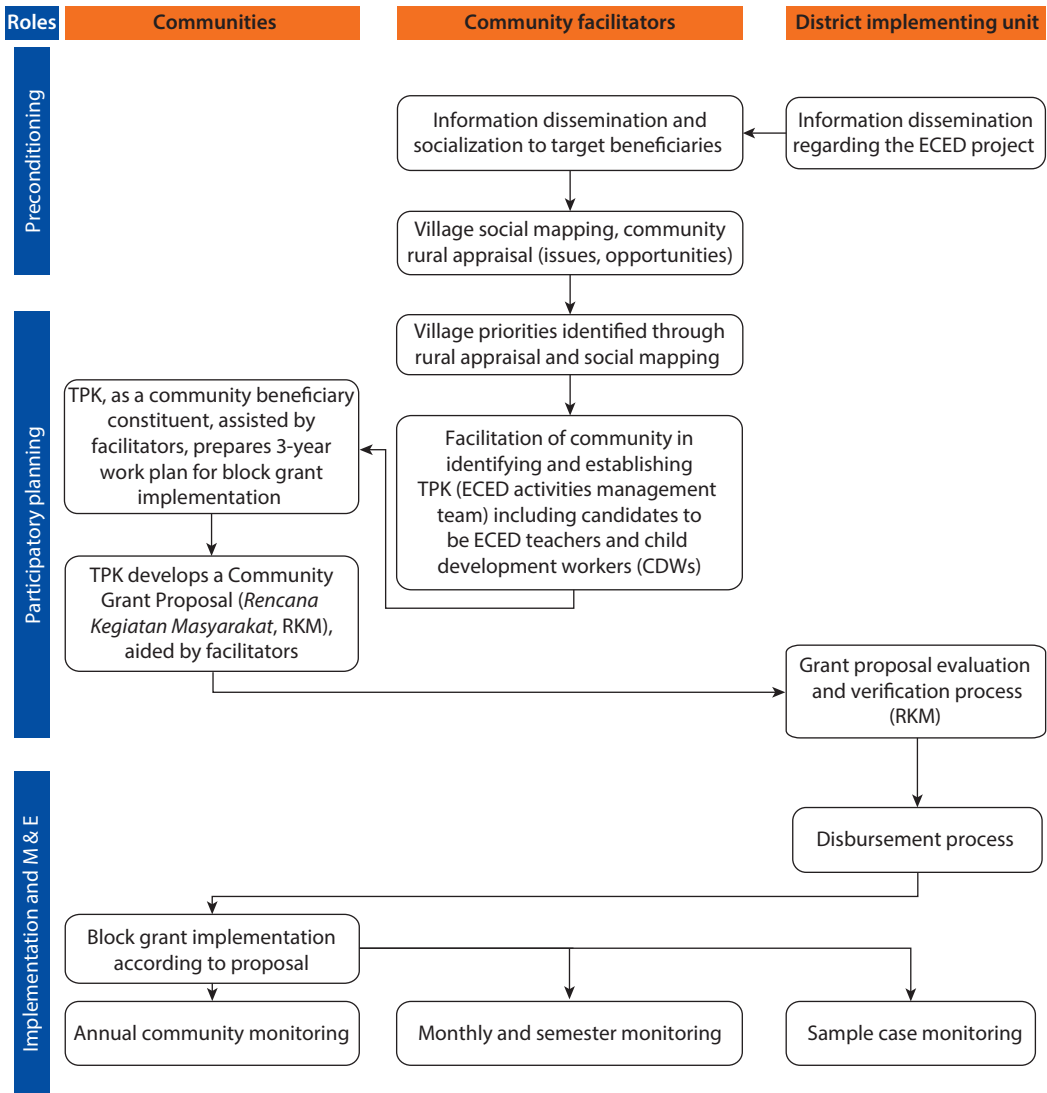 Roles
Communities
Community facilitators
District implementing unit
Preconditioning
Information dissemination and
socialization to target beneficiaries
Information dissemination
regarding the ECED project
Village social mapping, community
rural appraisal (issues, opportunities)
Participatory planning
Village priorities identified through
rural appraisal and social mapping
TPK, as a community beneficiary
constituent, assisted by
facilitators, prepares 3-year
work plan for block grant
implementation
Facilitation of community in
identifying and establishing
TPK (ECED activities management
team) including candidates to
be ECED teachers and child
development workers (CDWs)
TPK develops a Community
Grant Proposal (Rencana
Kegiatan Masyarakat, RKM),
aided by facilitators
Grant proposal evaluation
and verification process
(RKM)
Implementation and M & E
Disbursement process
Block grant implementation
according to proposal
Annual community monitoring
Monthly and semester monitoring
Sample case monitoring